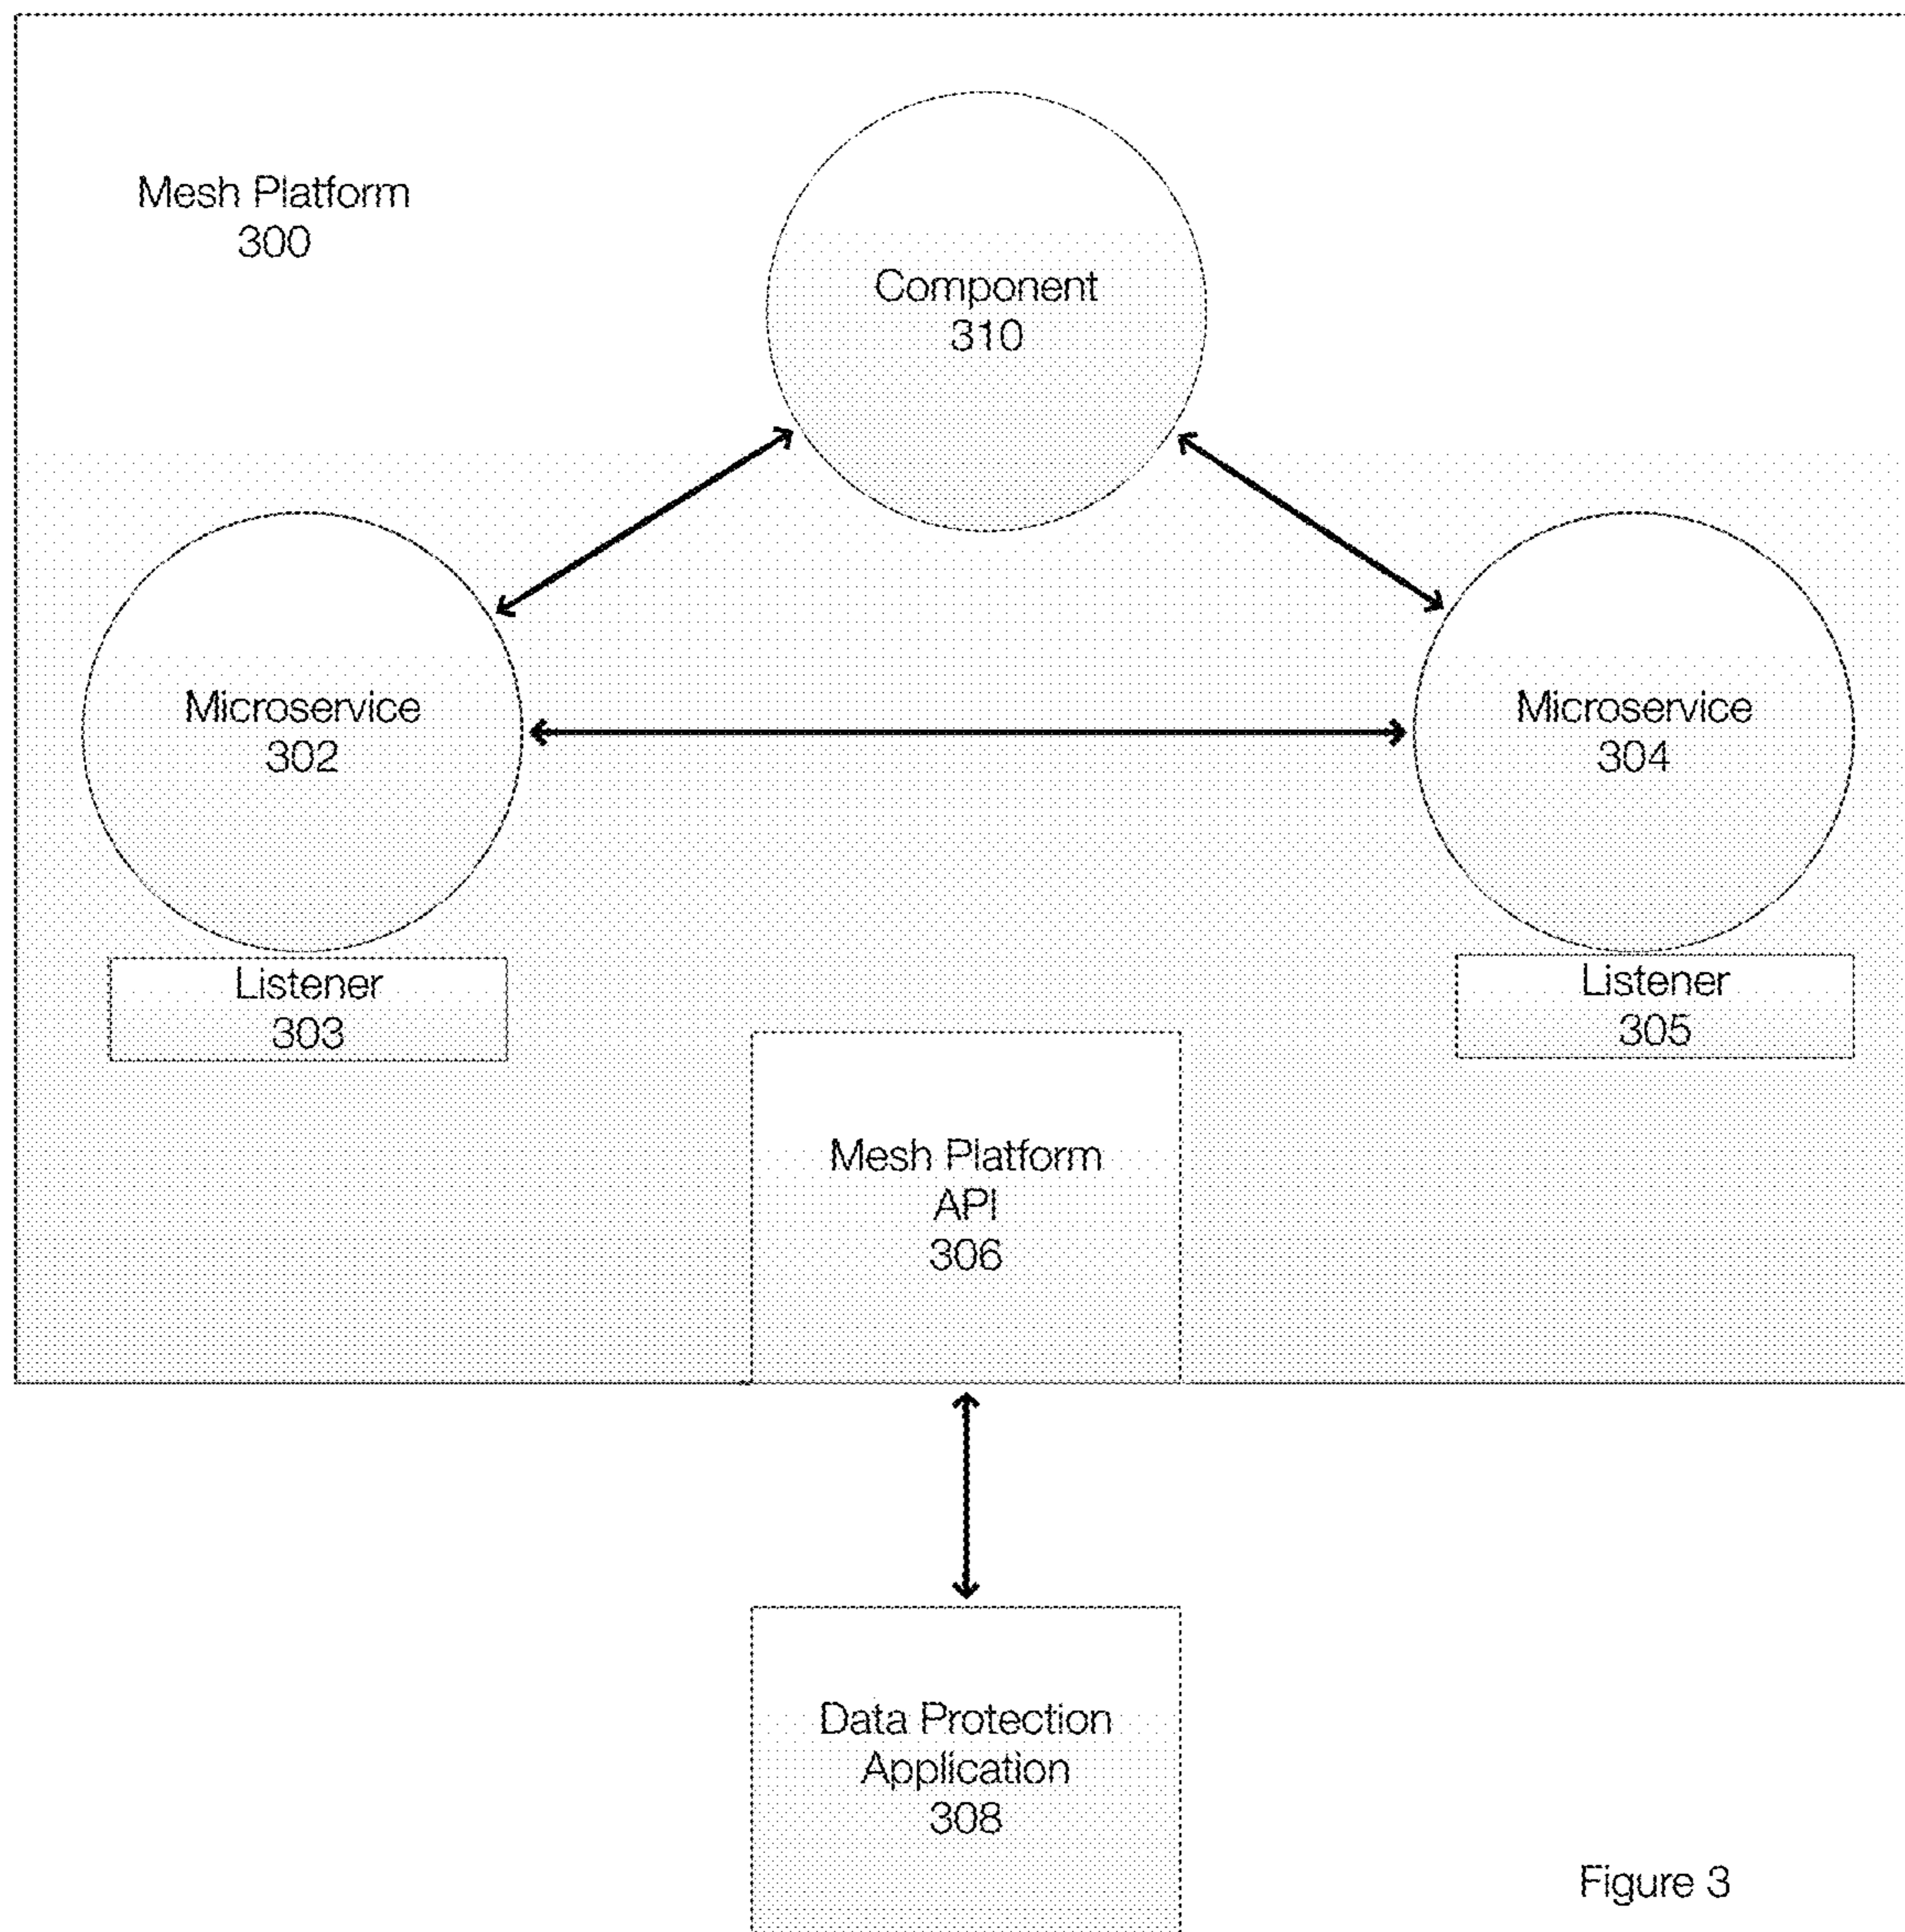 Mesh Platform
300
Component
310
Microservice
302
Microservice
304
Listener
303
Listener
305
Mesh Platform
API
306
Data Protection
Application
308
Figure 3